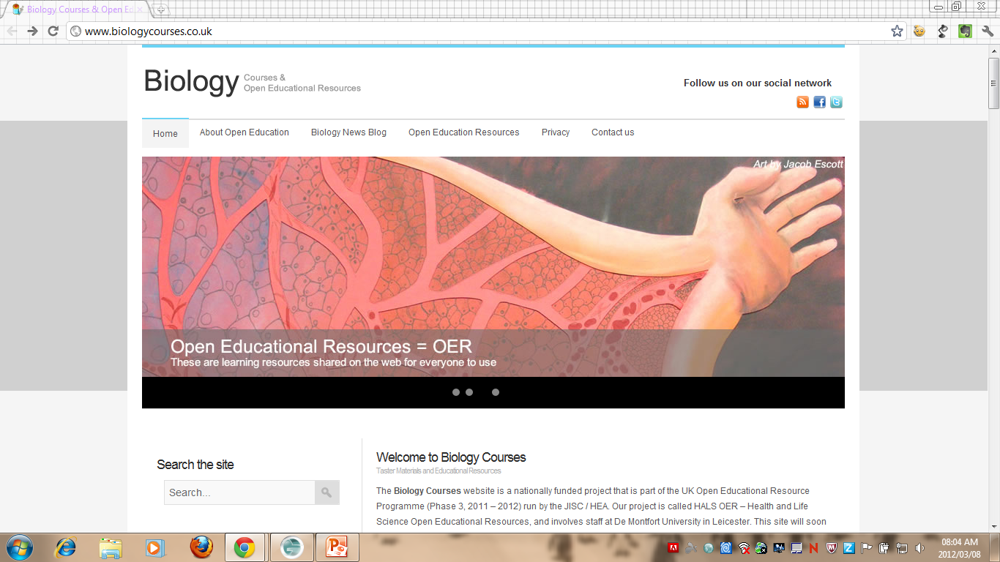 Biology Courses & Open Ed
www.biologycourses.co.uk
Biology
Courses &
Open Educational Resources
Follow us on our social network
Home
About Open Education
Biology News Blog
Open Education Resources
Privacy
Contact us
Art by Jacob Escott
Open Educational Resources = OER
These are learning resources shared on the web for everyone to use
Search the site
Search...
Welcome to Biology Courses
Taster Materials and Educational Resources
The Biology Courses website is a nationally funded project that is part of the UK Open Educational Resource
Programme (Phase 3, 2011 – 2012) run by the JISC / HEA. Our project is called HALS OER – Health and Life
Science Open Educational Resources, and involves staff at De Montfort University in Leicester. This site will soon
08:04 AM
2012/03/08